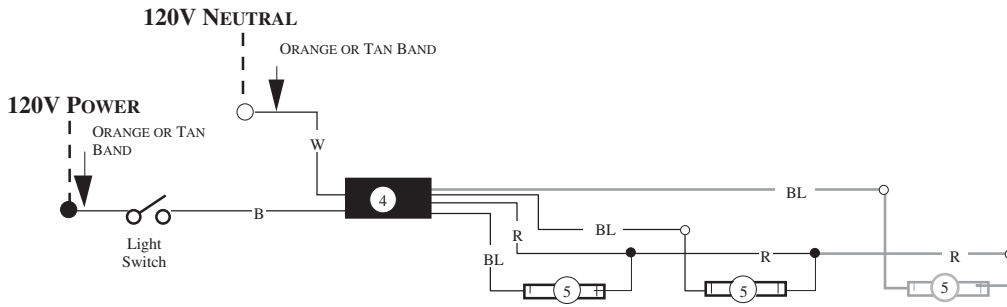 120V NEUTRAL
ORANGE OR TAN BAND
120V POWER
ORANGE OR TAN
BAND
W
4
BL
B
Light
Switch
R
BL
R
R
BL
5
5
5